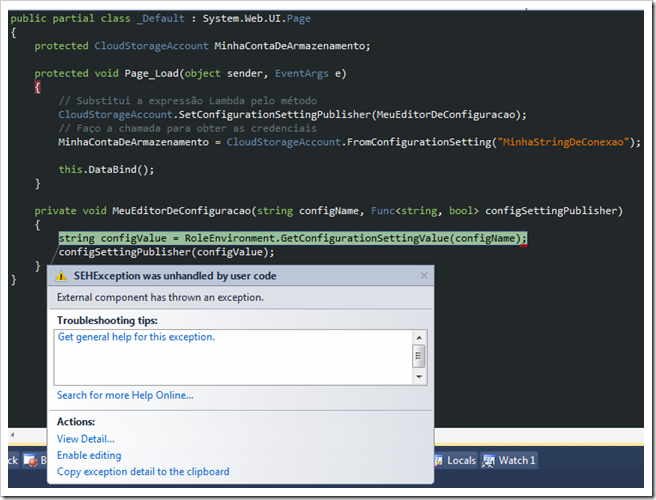 public partial class _Default : System.Web.UI.Page
{
protected CloudStorageAccount MinhaContaDeArmazenamento;
protected void Page_Load(object sender, EventArgs e)
{
// Substitui a expressão Lambda pelo método
CloudStorageAccount.SetConfigurationSettingPublisher(MeuEditorDeConfiguracao);
// Faço a chamada para obter as credenciais
MinhaContaDeArmazenamento = CloudStorageAccount.FromConfigurationSetting("MinhaStringDeConexao");
this.DataBind();
}
private void MeuEditorDeConfiguracao(string configName, Func<string, bool> configSettingPublisher)
{
string configValue = RoleEnvironment.GetConfigurationSettingValue(configName);
configSettingPublisher(configValue);
}
}
SEHException was unhandled by user code
External component has thrown an exception.
Troubleshooting tips:
Get general help for this exception.
Search for more Help Online...
Actions:
View Detail...
Enable editing
Copy exception detail to the clipboard
ck B Locals Watch 1